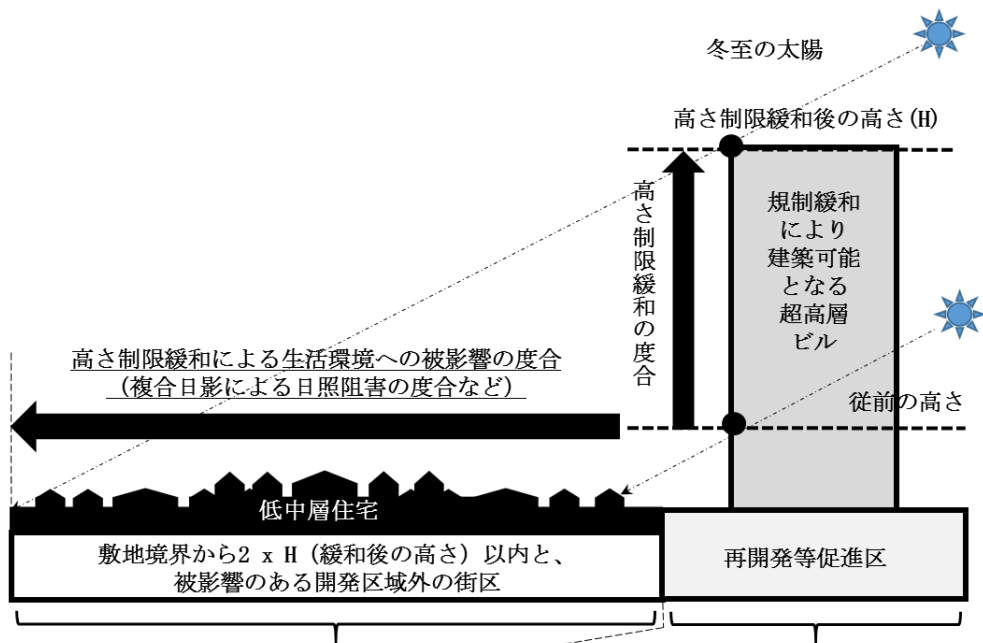 冬至の太陽
高さ制限緩和後の高さ(H)
高さ制限緩和の度合
規制緩和
により
建築可能
となる
超高層
ビル
高さ制限緩和による生活環境への被影響の度合
(複合日影による日照阻害の度合など)
従前の高さ
低中層住宅
敷地境界から2 x H (緩和後の高さ) 以内と、
被影響のある開発区域外の街区
再開発等促進区